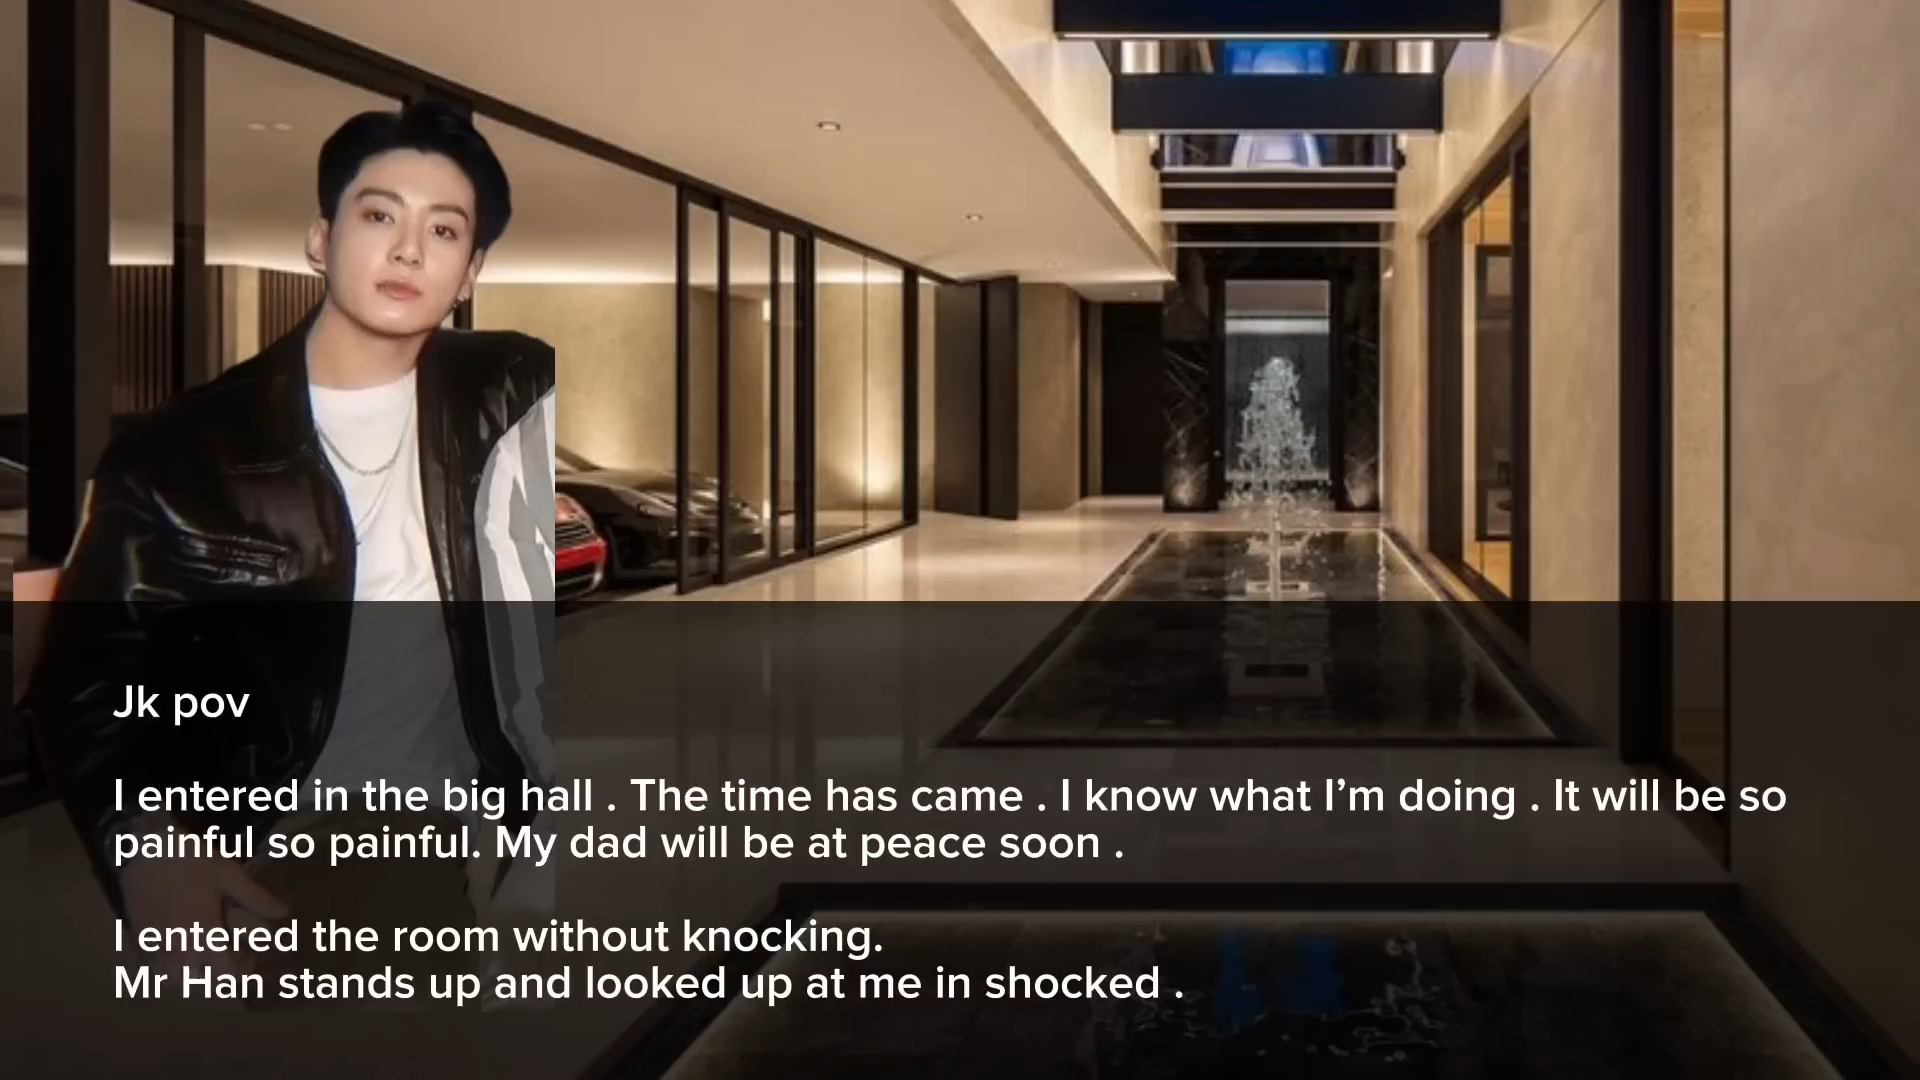 Jk pov
I entered in the big hall . The time has came . I know what I’m doing . It will be so
painful so painful. My dad will be at peace soon .
I entered the room without knocking.
Mr Han stands up and looked up at me in shocked .